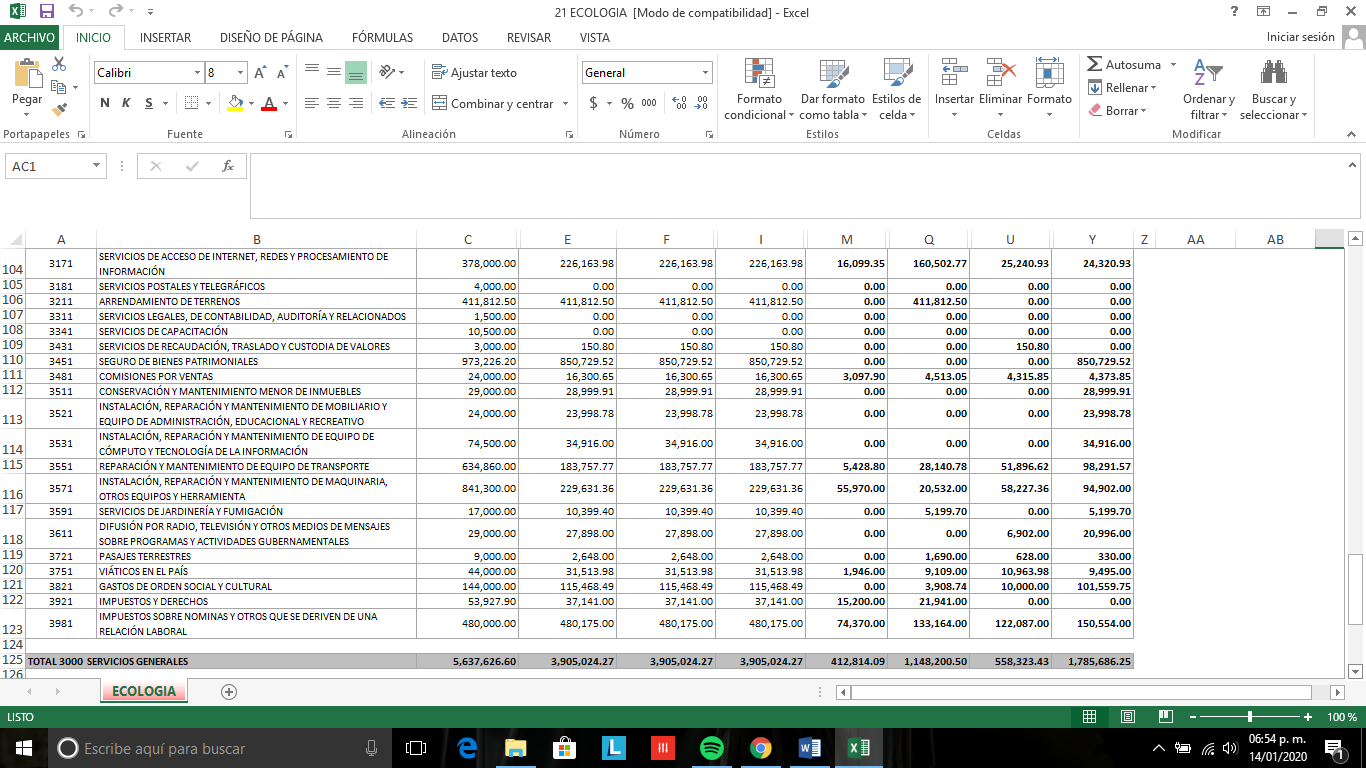 21 ECOLOGIA [Modo de compatibilidad] - Excel
ARCHIVO INICIO INSERTAR DISEÑO DE PÁGINA FÓRMULAS DATOS REVISAR VISTA Iniciar sesión
Calibri 8 Ajustar texto General Autosuma
Rellenar
Pegar Formato Dar formato Estilos de Insertar Eliminar Formato Ordenar y Buscar y
N K S Combinar y centrar $ % 000 condicional como tabla celda Borrar filtrar seleccionar
Portapapeles Fuente Alineación Número Estilos Celdas Modificar
AC1 fx
A B C E F I M Q U Y Z AA AB
104 3171 SERVICIOS DE ACCESO DE INTERNET, REDES Y PROCESAMIENTO DE
INFORMACIÓN 378,000.00 226,163.98 226,163.98 226,163.98 16,099.35 160,502.77 25,240.93 24,320.93
105 3181 SERVICIOS POSTALES Y TELEGRÁFICOS 4,000.00 0.00 0.00 0.00 0.00 0.00 0.00 0.00
106 3211 ARRENDAMIENTO DE TERRENOS 411,812.50 411,812.50 411,812.50 411,812.50 0.00 411,812.50 0.00 0.00
107 3311 SERVICIOS LEGALES, DE CONTABILIDAD, AUDITORÍA Y RELACIONADOS 1,500.00 0.00 0.00 0.00 0.00 0.00 0.00 0.00
108 3341 SERVICIOS DE CAPACITACIÓN 10,500.00 0.00 0.00 0.00 0.00 0.00 0.00 0.00
109 3431 SERVICIOS DE RECAUDACIÓN, TRASLADO Y CUSTODIA DE VALORES 3,000.00 150.80 150.80 150.80 0.00 0.00 150.80 0.00
110 3451 SEGURO DE BIENES PATRIMONIALES 973,226.20 850,729.52 850,729.52 850,729.52 0.00 0.00 0.00 850,729.52
111 3481 COMISIONES POR VENTAS 24,000.00 16,300.65 16,300.65 16,300.65 3,097.90 4,513.05 4,315.85 4,373.85
112 3511 CONSERVACIÓN Y MANTENIMIENTO MENOR DE INMUEBLES 29,000.00 28,999.91 28,999.91 28,999.91 0.00 0.00 0.00 28,999.91
113 3521 INSTALACIÓN, REPARACIÓN Y MANTENIMIENTO DE MOBILIARIO Y
EQUIPO DE ADMINISTRACIÓN, EDUCACIONAL Y RECREATIVO 24,000.00 23,998.78 23,998.78 23,998.78 0.00 0.00 0.00 23,998.78
114 3531 INSTALACIÓN, REPARACIÓN Y MANTENIMIENTO DE EQUIPO DE
CÓMPUTO Y TECNOLOGÍA DE LA INFORMACIÓN 74,500.00 34,916.00 34,916.00 34,916.00 0.00 0.00 0.00 34,916.00
115 3551 REPARACIÓN Y MANTENIMIENTO DE EQUIPO DE TRANSPORTE 634,860.00 183,757.77 183,757.77 183,757.77 5,428.80 28,140.78 51,896.62 98,291.57
116 3571 INSTALACIÓN, REPARACIÓN Y MANTENIMIENTO DE MAQUINARIA,
OTROS EQUIPOS Y HERRAMIENTA 841,300.00 229,631.36 229,631.36 229,631.36 55,970.00 20,532.00 58,227.36 94,902.00
117 3591 SERVICIOS DE JARDINERÍA Y FUMIGACIÓN 17,000.00 10,399.40 10,399.40 10,399.40 0.00 5,199.70 0.00 5,199.70
118 3611 DIFUSIÓN POR RADIO, TELEVISIÓN Y OTROS MEDIOS DE MENSAJES
SOBRE PROGRAMAS Y ACTIVIDADES GUBERNAMENTALES 29,000.00 27,898.00 27,898.00 27,898.00 0.00 0.00 6,902.00 20,996.00
119 3721 PASAJES TERRESTRES 9,000.00 2,648.00 2,648.00 2,648.00 0.00 1,690.00 628.00 330.00
120 3751 VIÁTICOS EN EL PAÍS 44,000.00 31,513.98 31,513.98 31,513.98 1,946.00 9,109.00 10,963.98 9,495.00
121 3821 GASTOS DE ORDEN SOCIAL Y CULTURAL 144,000.00 115,468.49 115,468.49 115,468.49 0.00 3,908.74 10,000.00 101,559.75
122 3921 IMPUESTOS Y DERECHOS 53,927.90 37,141.00 37,141.00 37,141.00 15,200.00 21,941.00 0.00 0.00
123 3981 IMPUESTOS SOBRE NOMINAS Y OTROS QUE SE DERIVEN DE UNA
RELACIÓN LABORAL 480,000.00 480,175.00 480,175.00 480,175.00 74,370.00 133,164.00 122,087.00 150,554.00
124
125 TOTAL 3000 SERVICIOS GENERALES 5,637,626.60 3,905,024.27 3,905,024.27 3,905,024.27 412,814.09 1,148,200.50 558,323.43 1,785,686.25
126
ECOLOGIA
LISTO 100 %
Escribe aquí para buscar 06:54 p. m.
14/01/2020 1